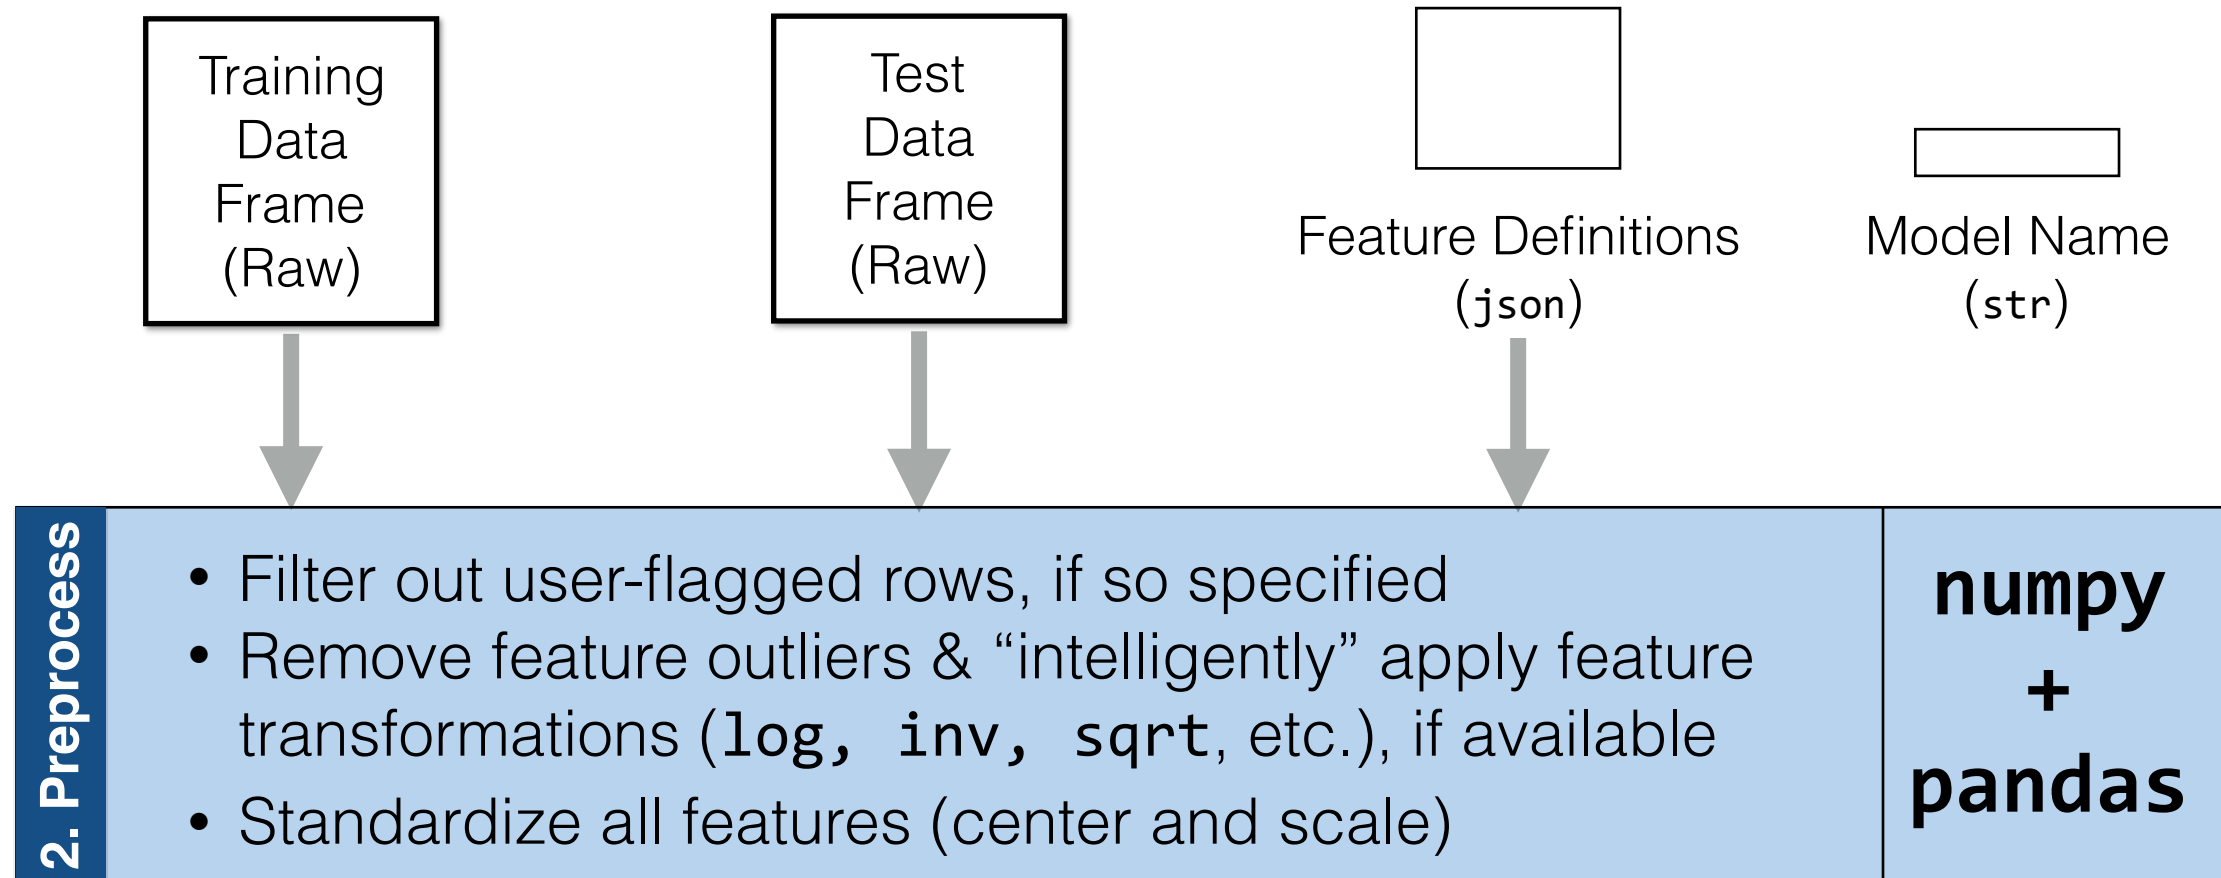 Training
Data
Frame
(Raw)
Test
Data
Frame
(Raw)
Feature Definitions
(json)
Model Name
(str)
2. Preprocess
• Filter out user-flagged rows, if so specified
• Remove feature outliers & “intelligently” apply feature
transformations (log, inv, sqrt, etc.), if available
• Standardize all features (center and scale)
numpy
+
pandas